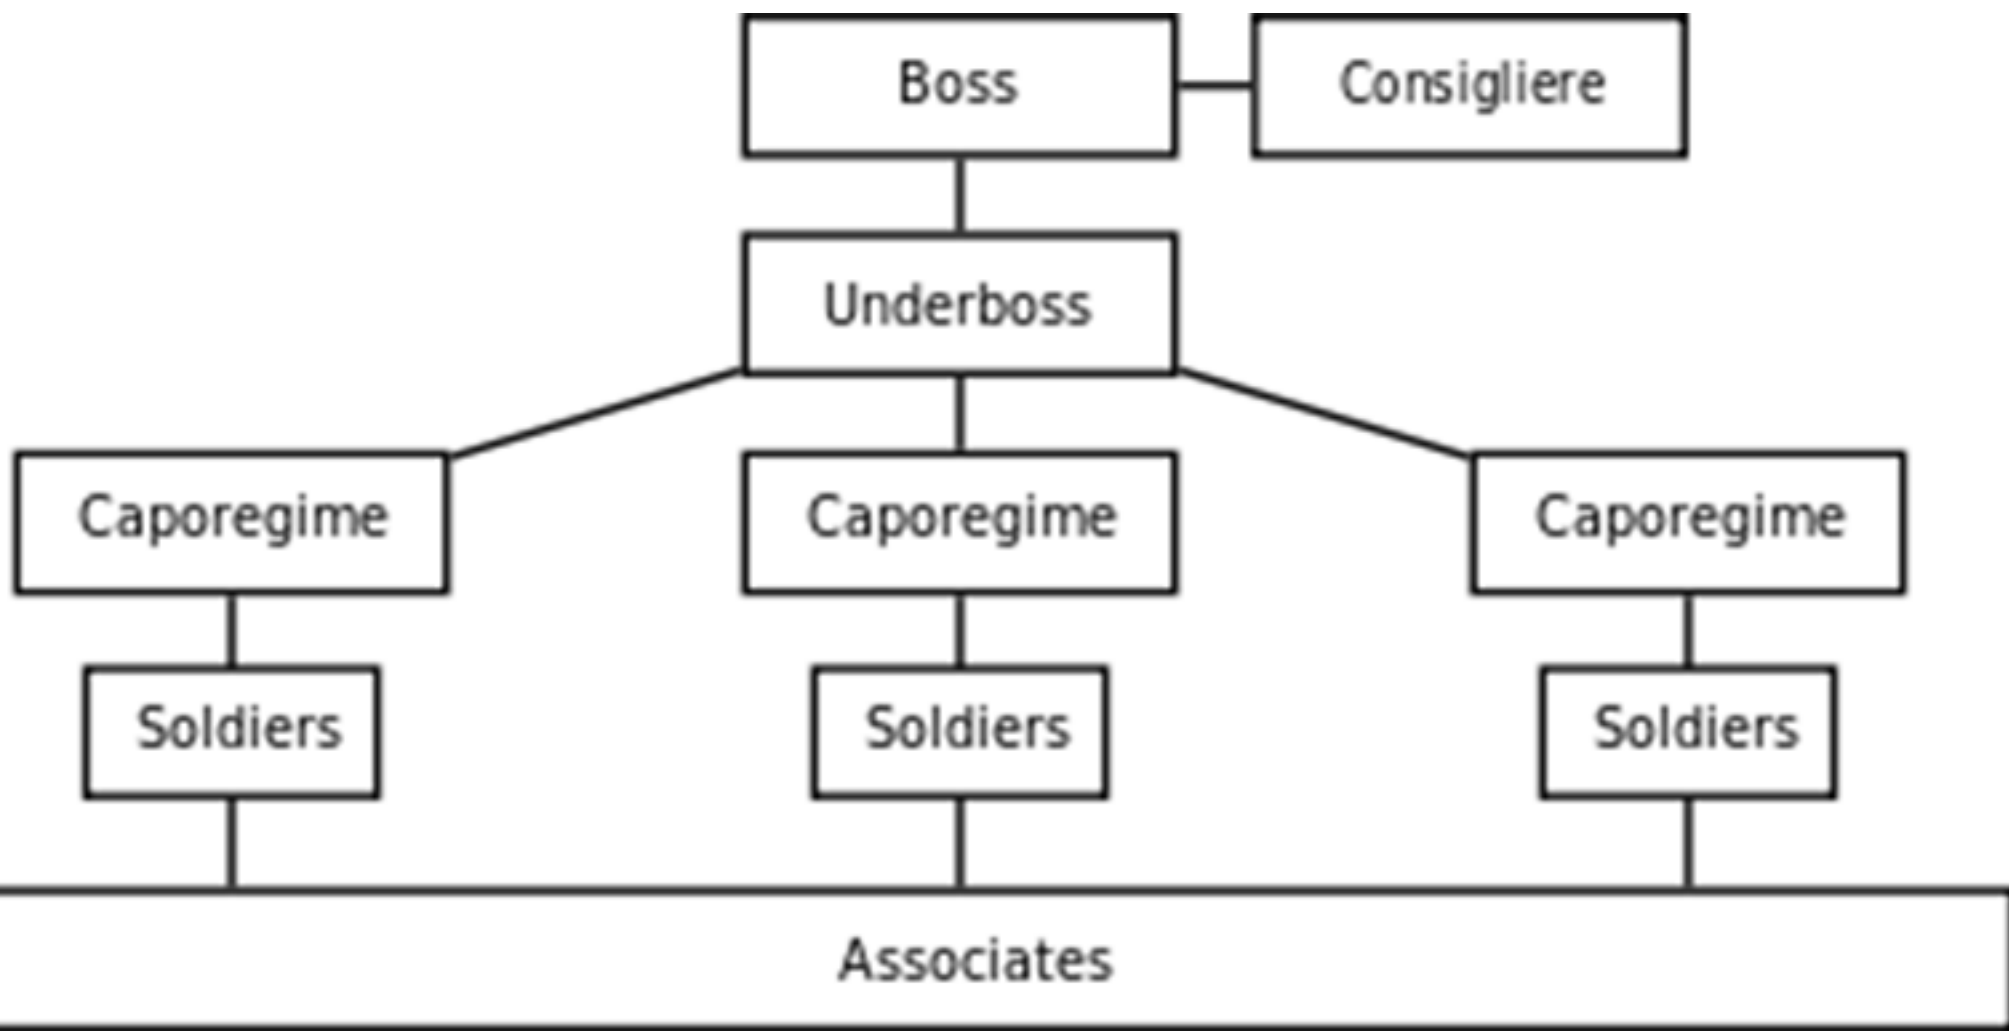 Boss
Consigliere
Underboss
Caporegime
Caporegime
Caporegime
Soldiers
Soldiers
Soldiers
Associates